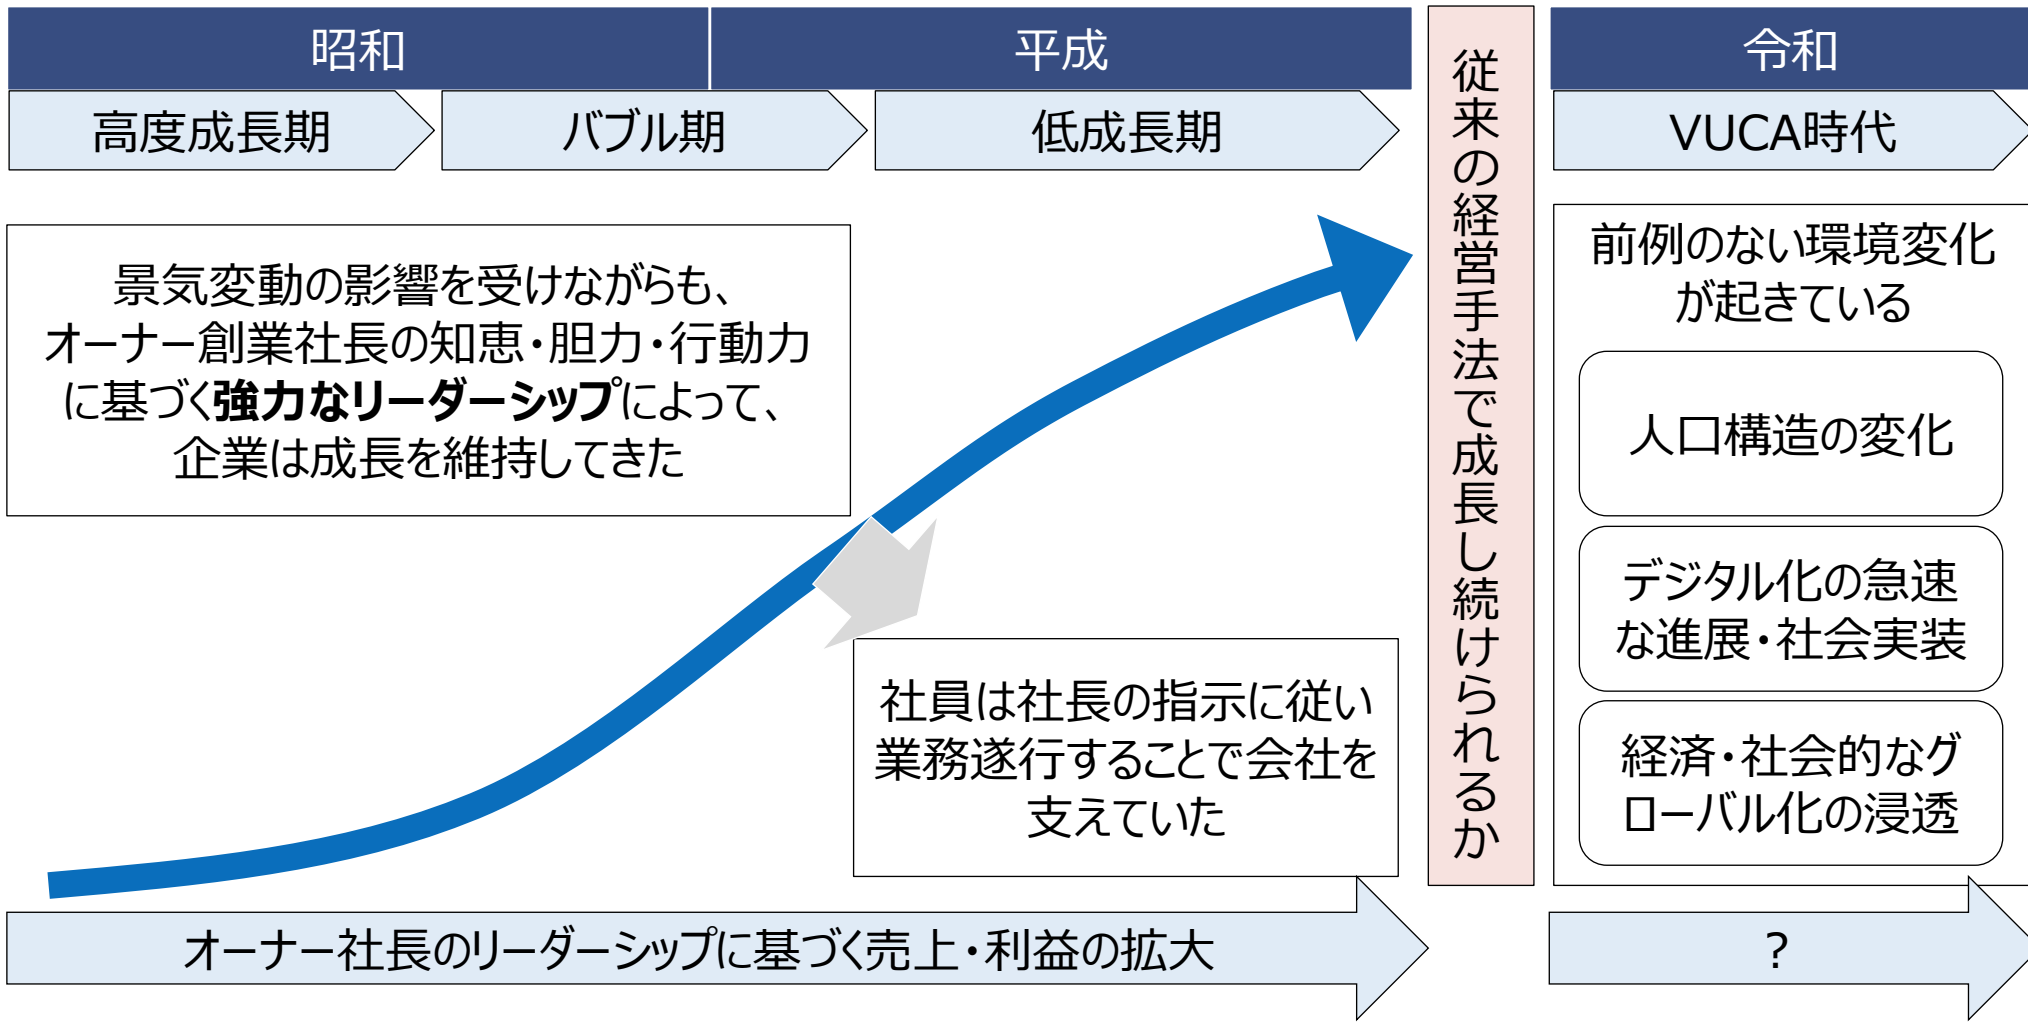 昭和
平成
令和
高度成長期
バブル期
低成長期
VUCA時代
従来の経営手法で成長し続けられるか
景気変動の影響を受けながらも、
オーナー創業社長の知恵・胆力・行動力
に基づく強力なリーダーシップによって、
企業は成長を維持してきた
社員は社長の指示に従い
業務遂行することで会社を
支えていた
前例のない環境変化
が起きている
人口構造の変化
デジタル化の急速
な進展・社会実装
経済・社会的なグ
ローバル化の浸透
オーナー社長のリーダーシップに基づく売上・利益の拡大
?